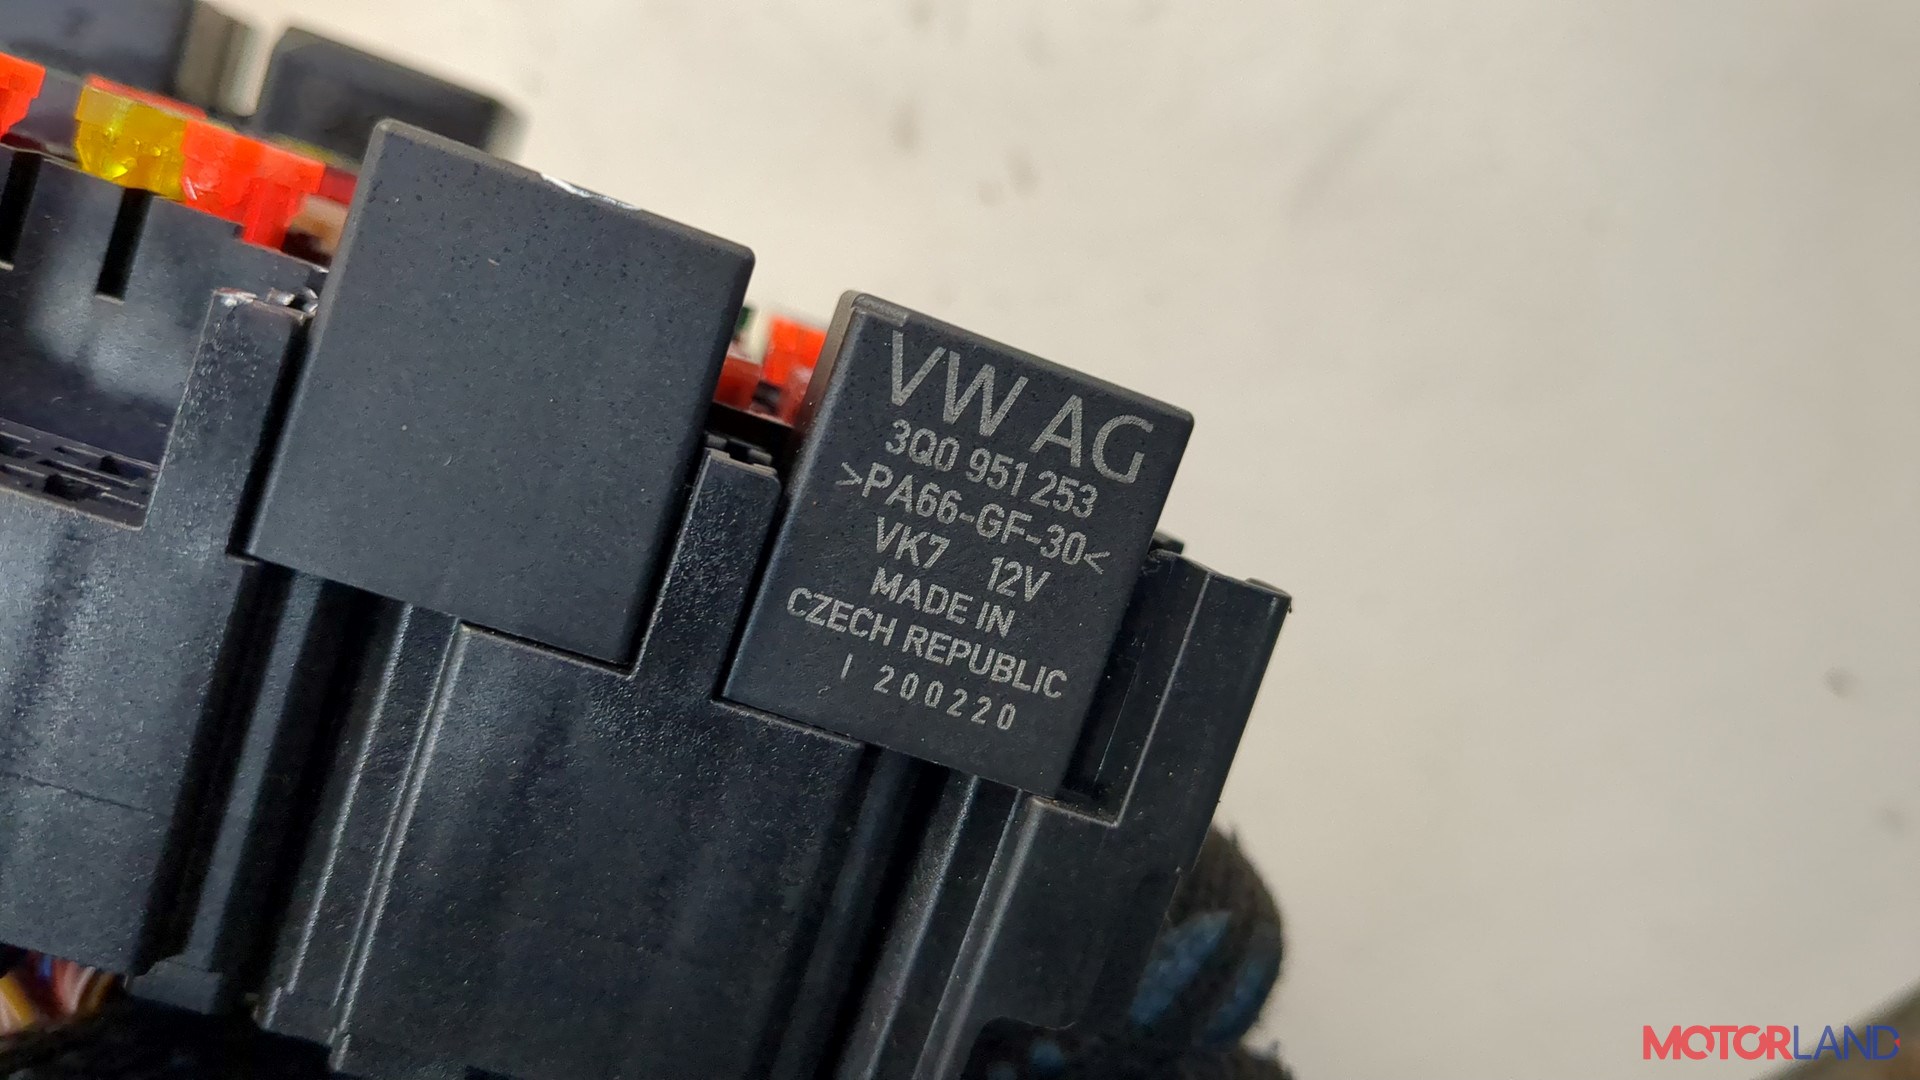 VW AG
3Q0 951 253
>PA66-GF-30<
VK7 12V
MADE IN
CZECH REPUBLIC
I 200220
MOTORLAND